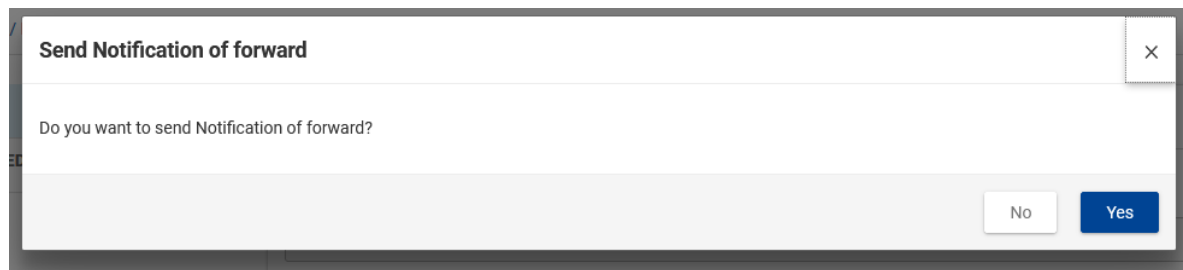 Send Notification of forward
Do you want to send Notification of forward?
No
Yes